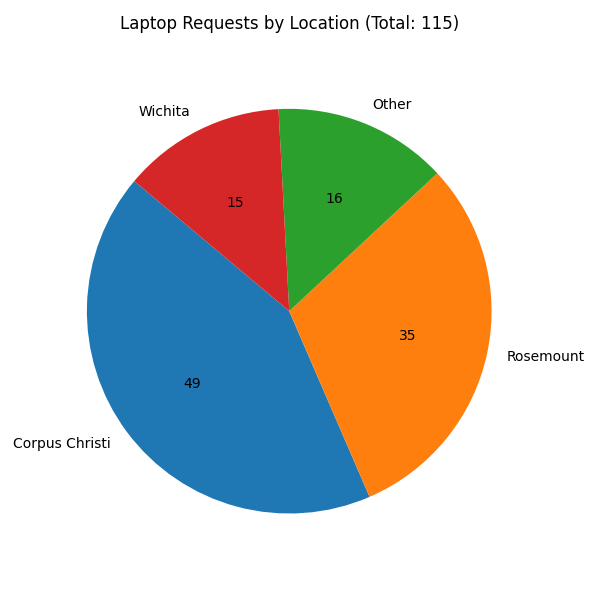 Laptop Requests by Location (Total: 115)
Wichita
Other
15
16
35
Rosemount
49
Corpus Christi